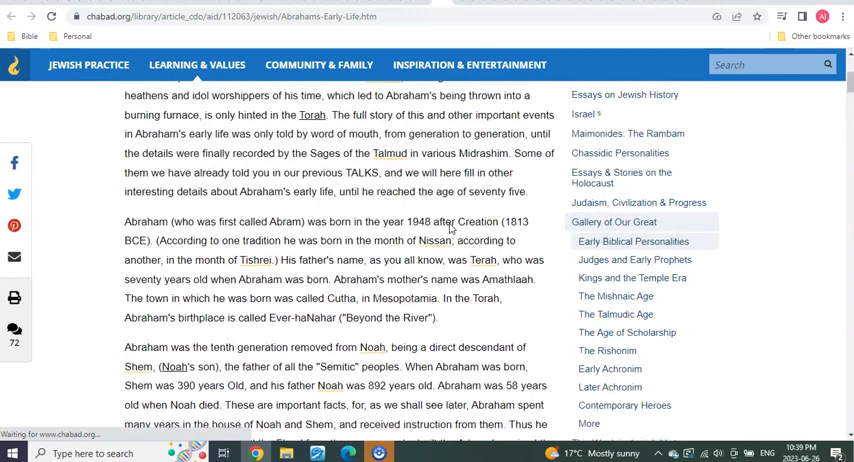 chabad.org/library/article_cdo/aid/112063/jewish/Abrahams-Early-Life.htm
AI
Bible
Personal
Other bookmarks
JEWISH PRACTICE
LEARNING & VALUES
COMMUNITY & FAMILY
INSPIRATION & ENTERTAINMENT
Search
heathens and idol worshippers of his time, which led to Abraham's being thrown into a
burning furnace, is only hinted in the Torah. The full story of this and other important events
in Abraham's early life was only told by word of mouth, from generation to generation, until
the details were finally recorded by the Sages of the Talmud in various Midrashim. Some of
them we have already told you in our previous TALKS, and we will here fill in other
interesting details about Abraham's early life, until he reached the age of seventy five.
Abraham (who was first called Abram) was born in the year 1948 after Creation (1813
BCE). (According to one tradition he was born in the month of Nissan; according to
another, in the month of Tishrei.) His father's name, as you all know, was Terah, who was
seventy years old when Abraham was born. Abraham's mother's name was Amathlaah.
The town in which he was born was called Cutha, in Mesopotamia. In the Torah,
Abraham's birthplace is called Ever-haNahar ("Beyond the River").
Abraham was the tenth generation removed from Noah, being a direct descendant of
Shem, (Noah's son), the father of all the "Semitic" peoples. When Abraham was born,
Shem was 390 years Old, and his father Noah was 892 years old. Abraham was 58 years
old when Noah died. These are important facts, for, as we shall see later, Abraham spent
many years in the house of Noah and Shem, and received instruction from them. Thus he
Essays on Jewish History
Israel 5
Maimonides: The Rambam
Chassidic Personalities
Essays & Stories on the
Holocaust
Judaism, Civilization & Progress
Gallery of Our Great
Early Biblical Personalities
Judges and Early Prophets
Kings and the Temple Era
The Mishnaic Age
The Talmudic Age
The Age of Scholarship
The Rishonim
Early Achronim
Later Achronim
Contemporary Heroes
More
72
Waiting for www.chabad.org...
Type here to search
17°C Mostly sunny
ENG
10:39 PM
2023-06-26
2